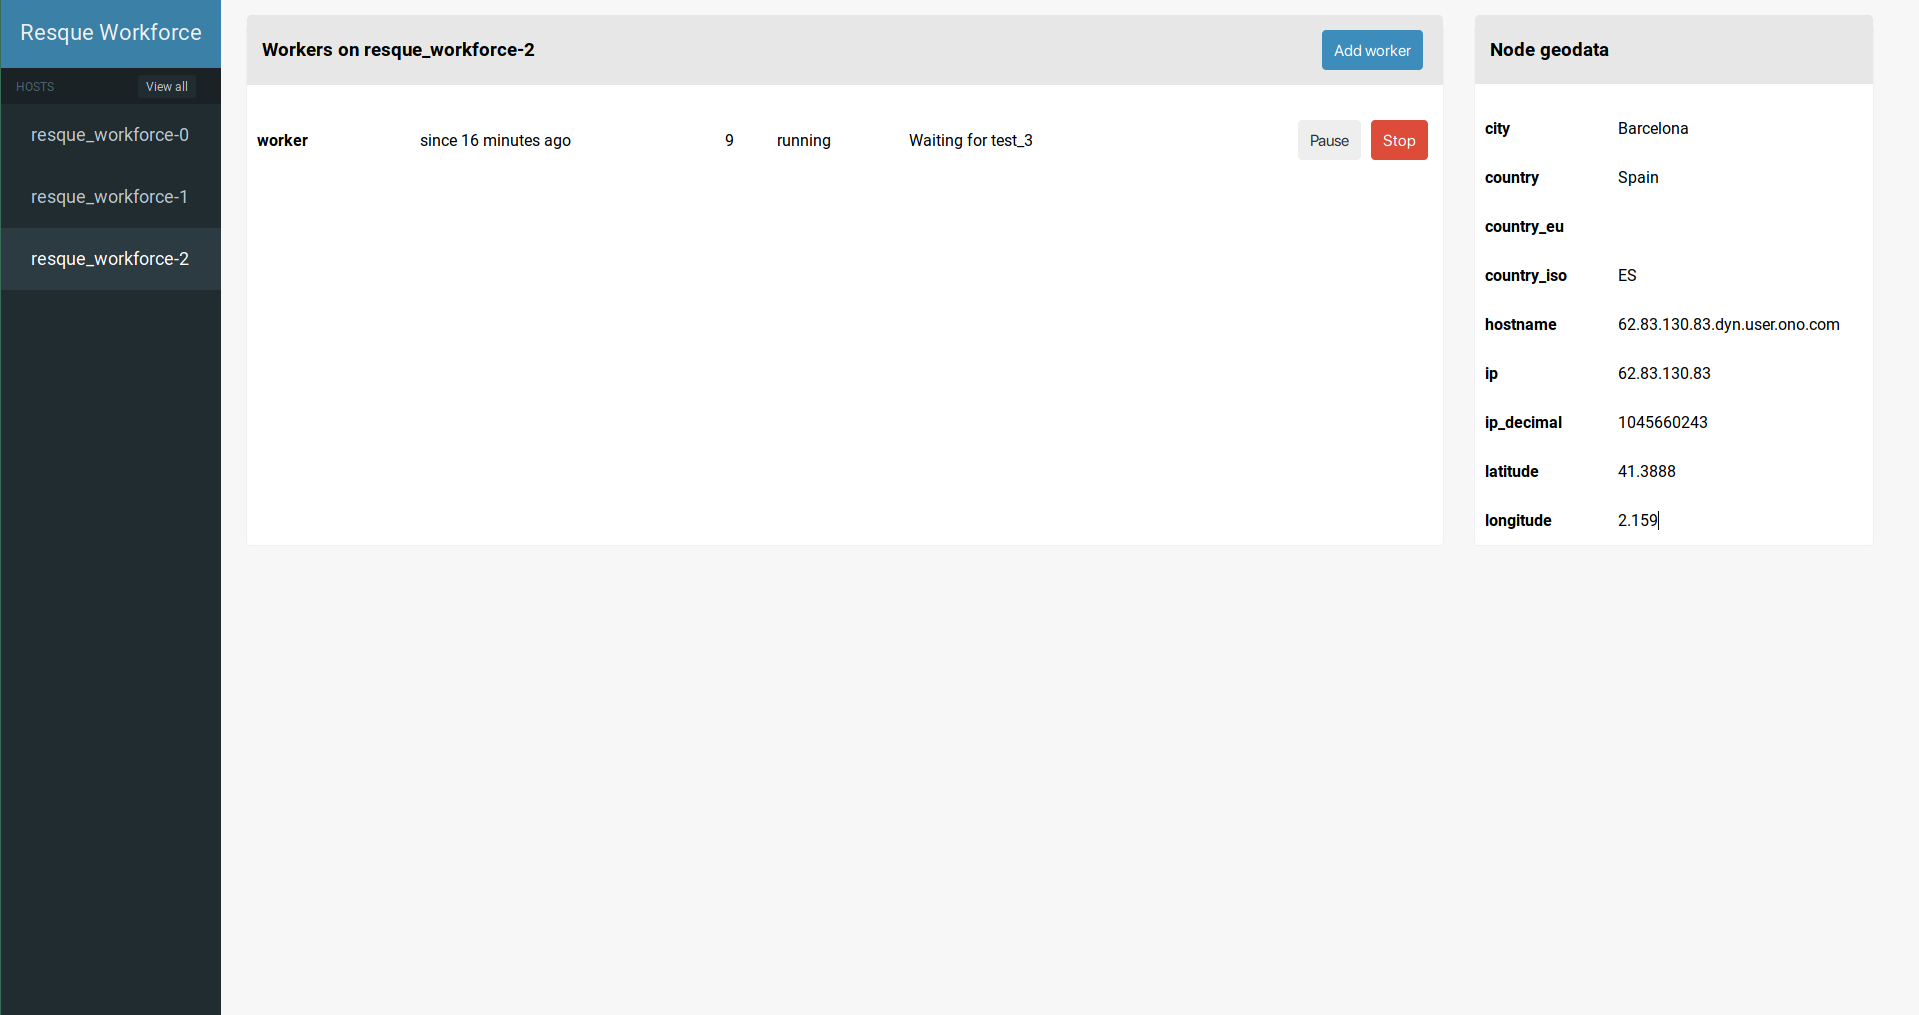 Resque Workforce
HOSTS View all
resque_workforce-0
resque_workforce-1
resque_workforce-2
Workers on resque_workforce-2 Add worker
worker since 16 minutes ago 9 running Waiting for test_3 Pause Stop
Node geodata
city Barcelona
country Spain
country_eu
country_iso ES
hostname 62.83.130.83.dyn.user.ono.com
ip 62.83.130.83
ip_decimal 1045660243
latitude 41.3888
longitude 2.159